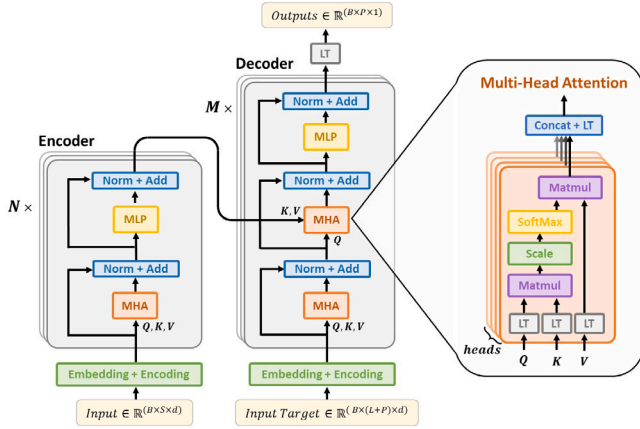 Outputs ∈ ℝ^(B×P×1)
LT
Decoder
M ×
Norm + Add
MLP
Norm + Add
K, V
MHA
Q
Norm + Add
MHA
Q, K, V
Embedding + Encoding
Input Target ∈ ℝ^(B×(L+P)×d)
Encoder
N ×
Norm + Add
MLP
Norm + Add
MHA
Q, K, V
Embedding + Encoding
Input ∈ ℝ^(B×S×d)
Multi-Head Attention
Concat + LT
Matmul
SoftMax
Scale
Matmul
LT LT LT
heads
Q K V